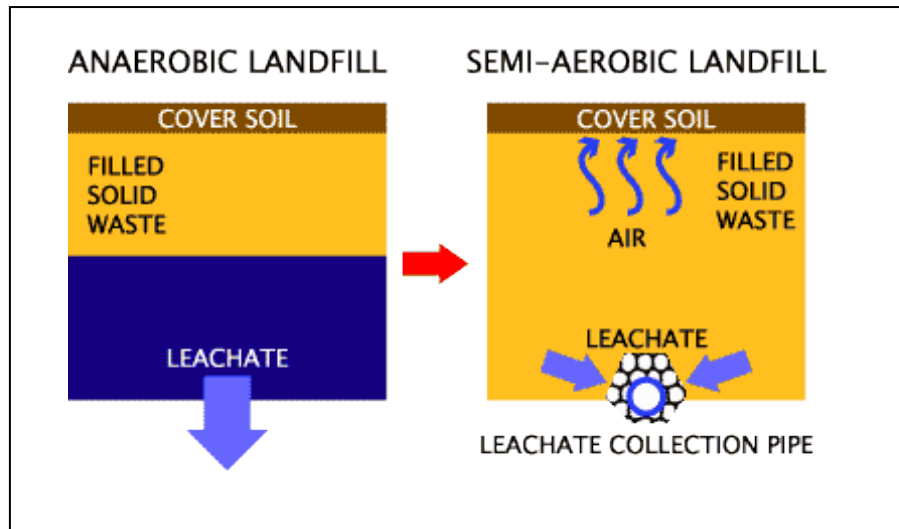 ANAEROBIC LANDFILL
COVER SOIL
FILLED
SOLID
WASTE
LEACHATE
SEMI-AEROBIC LANDFILL
COVER SOIL
FILLED
SOLID
WASTE
AIR
LEACHATE
LEACHATE COLLECTION PIPE